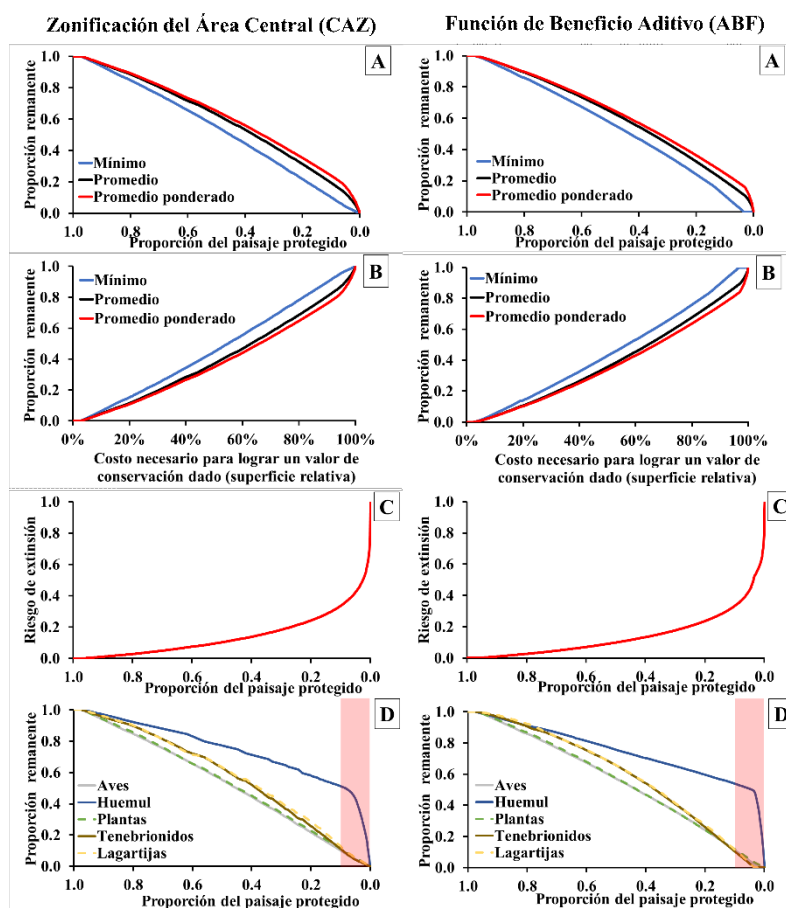 Zonificación del Área Central (CAZ)
A
Proporción remanente
1.0
0.8
0.6
0.4
0.2
0.0
Mínimo
Promedio
Promedio ponderado
1.0 0.8 0.6 0.4 0.2 0.0
Proporción del paisaje protegido
B
Proporción remanente
1.0
0.8
0.6
0.4
0.2
0.0
Mínimo
Promedio
Promedio ponderado
0% 20% 40% 60% 80% 100%
Costo necesario para lograr un valor de
conservación dado (superficie relativa)
C
Riesgo de extinsión
1.0
0.8
0.6
0.4
0.2
0.0
1.0 0.8 0.6 0.4 0.2 0.0
Proporción del paisaje protegido
D
Proporción remanente
1.0
0.8
0.6
0.4
0.2
0.0
Aves
Huemul
Plantas
Tenebrionidos
Lagartijas
1.0 0.8 0.6 0.4 0.2 0.0
Proporción del paisaje protegido
Función de Beneficio Aditivo (ABF)
A
Proporción remanente
1.0
0.8
0.6
0.4
0.2
0.0
Mínimo
Promedio
Promedio ponderado
1.0 0.8 0.6 0.4 0.2 0.0
Proporción del paisaje protegido
B
Proporción remanente
1.0
0.8
0.6
0.4
0.2
0.0
Mínimo
Promedio
Promedio ponderado
0% 20% 40% 60% 80% 100%
Costo necesario para lograr un valor de
conservación dado (superficie relativa)
C
Riesgo de extinsión
1.0
0.8
0.6
0.4
0.2
0.0
1.0 0.8 0.6 0.4 0.2 0.0
Proporción del paisaje protegido
D
Proporción remanente
1.0
0.8
0.6
0.4
0.2
0.0
Aves
Huemul
Plantas
Tenebrionidos
Lagartijas
1.0 0.8 0.6 0.4 0.2 0.0
Proporción del paisaje protegido